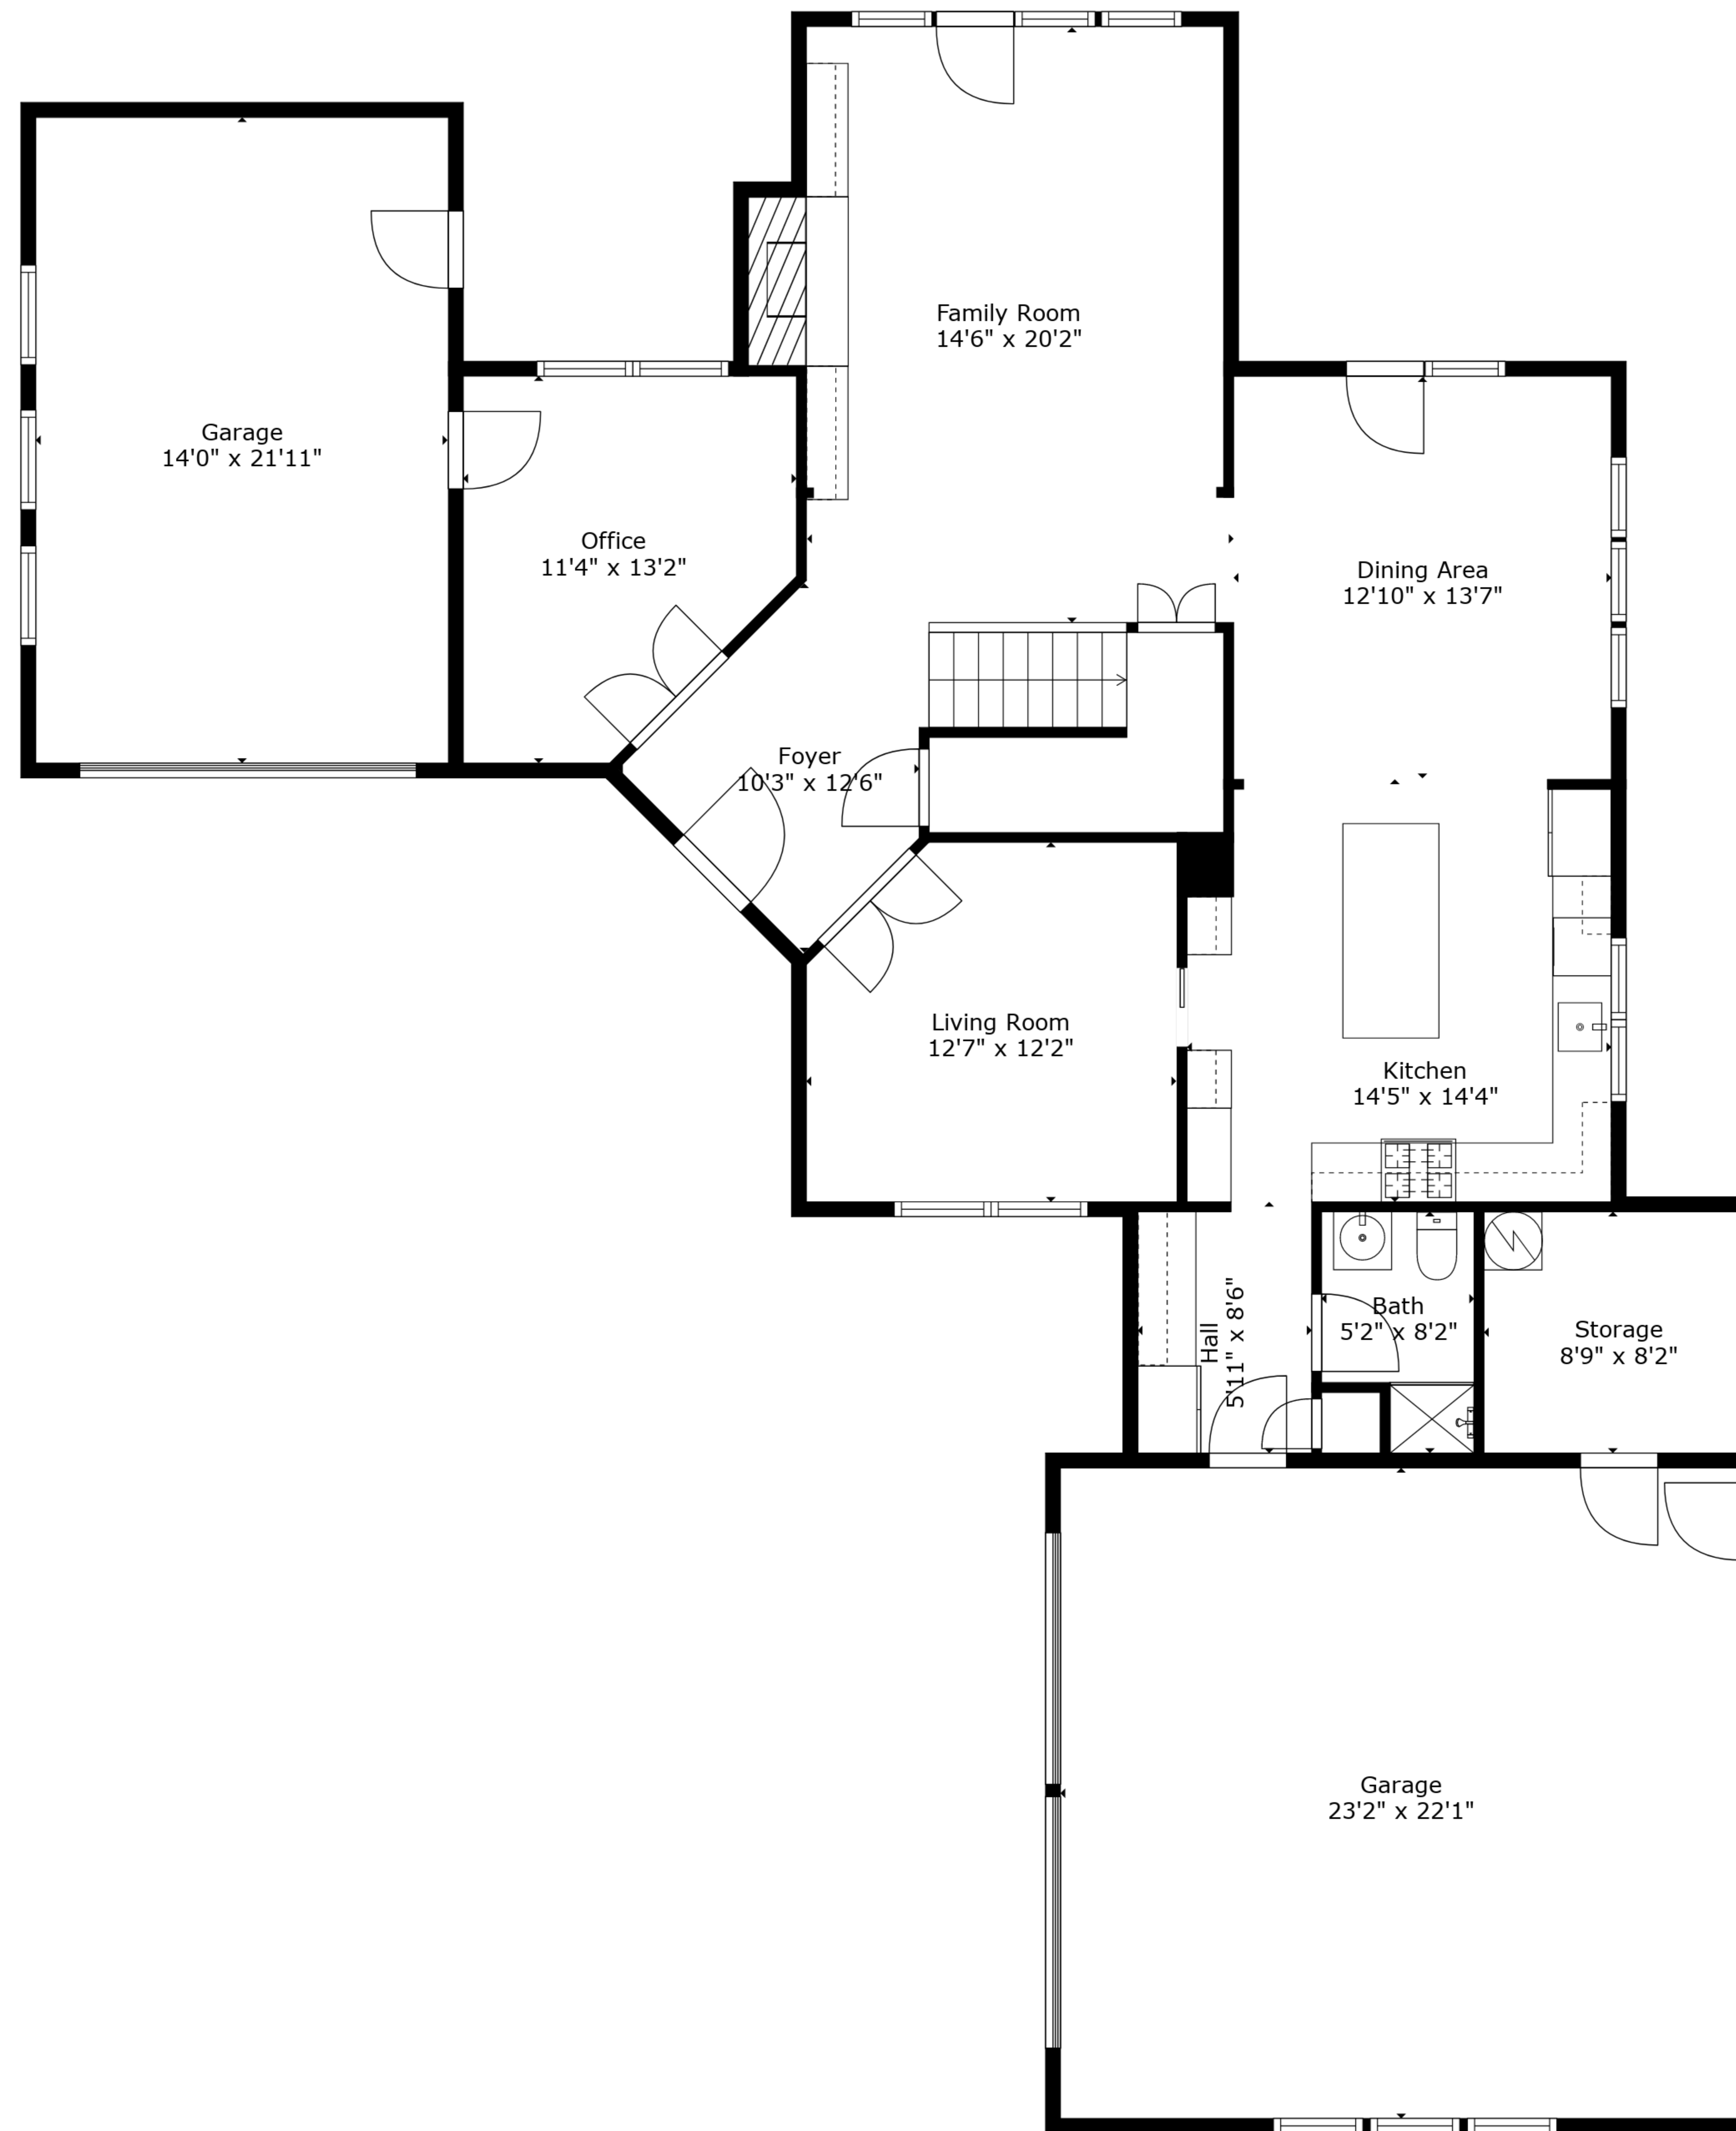 Family Room
14'6" x 20'2"
Garage
14'0" x 21'11"
Office
11'4" x 13'2"
Dining Area
12'10" x 13'7"
Foyer
10'3" x 12'6"
Living Room
12'7" x 12'2"
Kitchen
14'5" x 14'4"
Hall
5'11" x 8'6"
Bath
5'2" x 8'2"
Storage
8'9" x 8'2"
Garage
23'2" x 22'1"